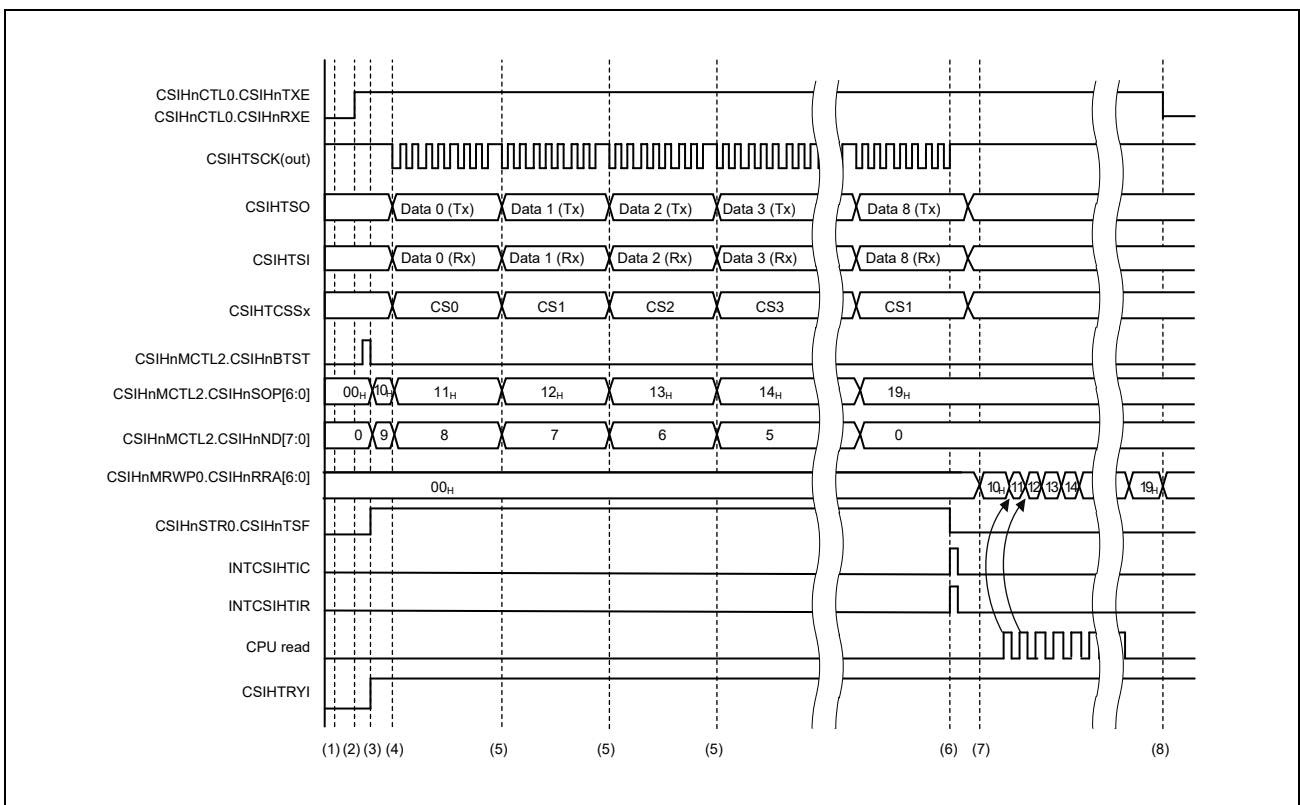 CSIHnCTL0.CSIHnTXE
CSIHnCTL0.CSIHnRXE
CSIHTSCK(out)
CSIHTSO Data 0 (Tx) Data 1 (Tx) Data 2 (Tx) Data 3 (Tx) Data 8 (Tx)
CSIHTSI Data 0 (Rx) Data 1 (Rx) Data 2 (Rx) Data 3 (Rx) Data 8 (Rx)
CSIHTCSSx CS0 CS1 CS2 CS3 CS1
CSIHnMCTL2.CSIHnBTST
CSIHnMCTL2.CSIHnSOP[6:0] 00H 10H 11H 12H 13H 14H 19H
CSIHnMCTL2.CSIHnND[7:0] 0 9 8 7 6 5 0
CSIHnMRWP0.CSIHnRRA[6:0] 00H 10H 11 12 13 14 19H
CSIHnSTR0.CSIHnTSF
INTCSIHTIC
INTCSIHTIR
CPU read
CSIHTRYI
(1) (2) (3) (4) (5) (5) (5) (6) (7) (8)